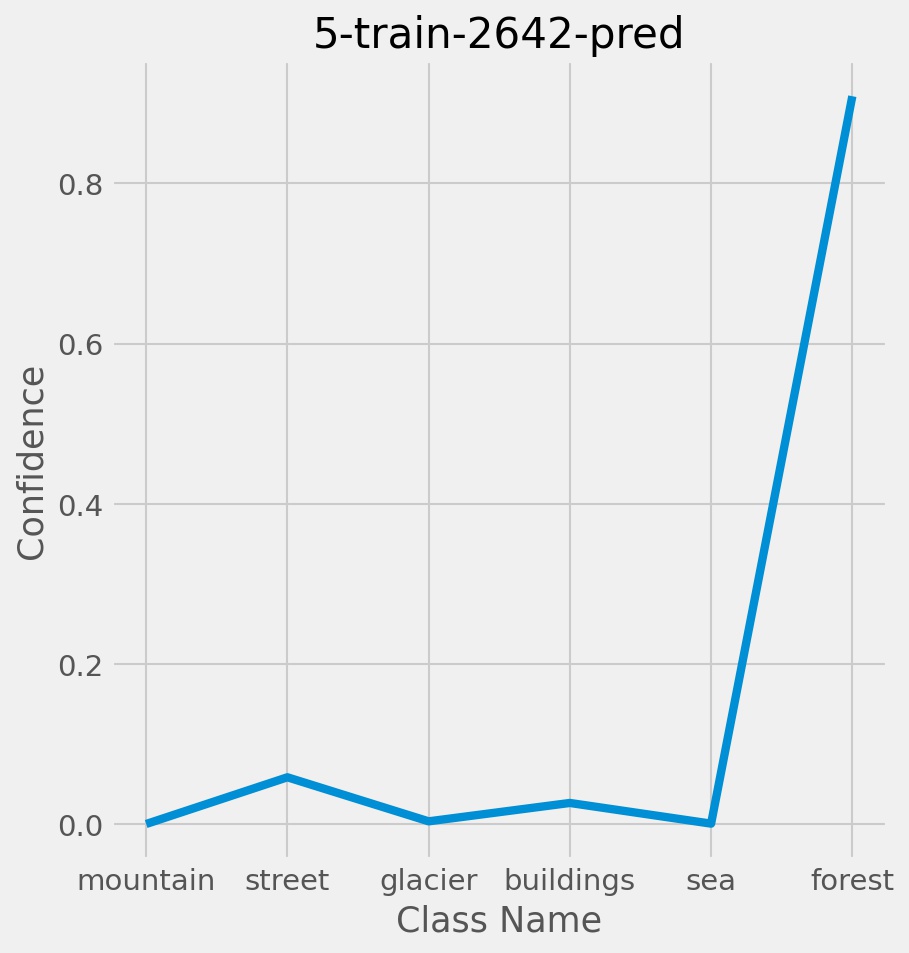 5-train-2642-pred
Confidence
0.8
0.6
0.4
0.2
0.0
mountain street glacier buildings sea forest
Class Name